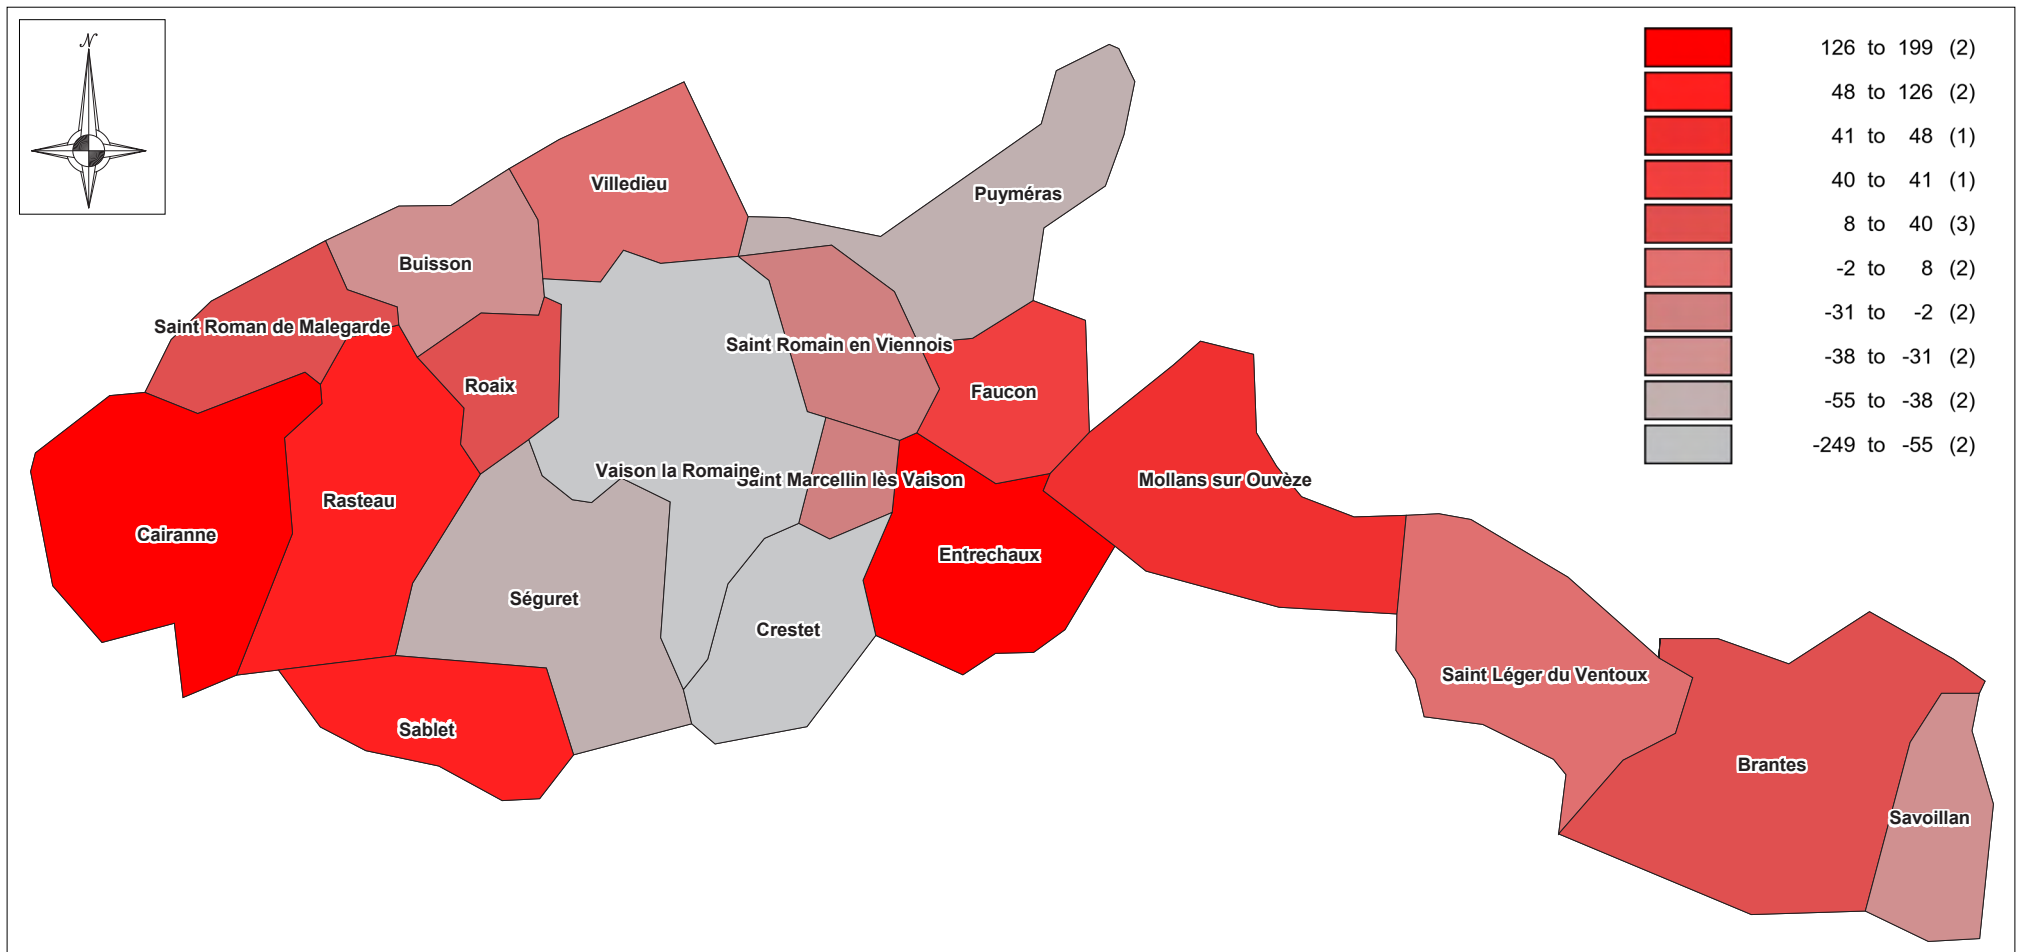 N
126 to 199 (2)
48 to 126 (2)
41 to 48 (1)
40 to 41 (1)
8 to 40 (3)
-2 to 8 (2)
-31 to -2 (2)
-38 to -31 (2)
-55 to -38 (2)
-249 to -55 (2)
Villedieu
Puyméras
Buisson
Saint Roman de Malegarde
Saint Romain en Viennois
Roaix
Faucon
Vaison la Romaine
Saint Marcellin lès Vaison
Mollans sur Ouvèze
Rasteau
Cairanne
Entrechaux
Séguret
Crestet
Saint Léger du Ventoux
Sablet
Brantes
Savoillan